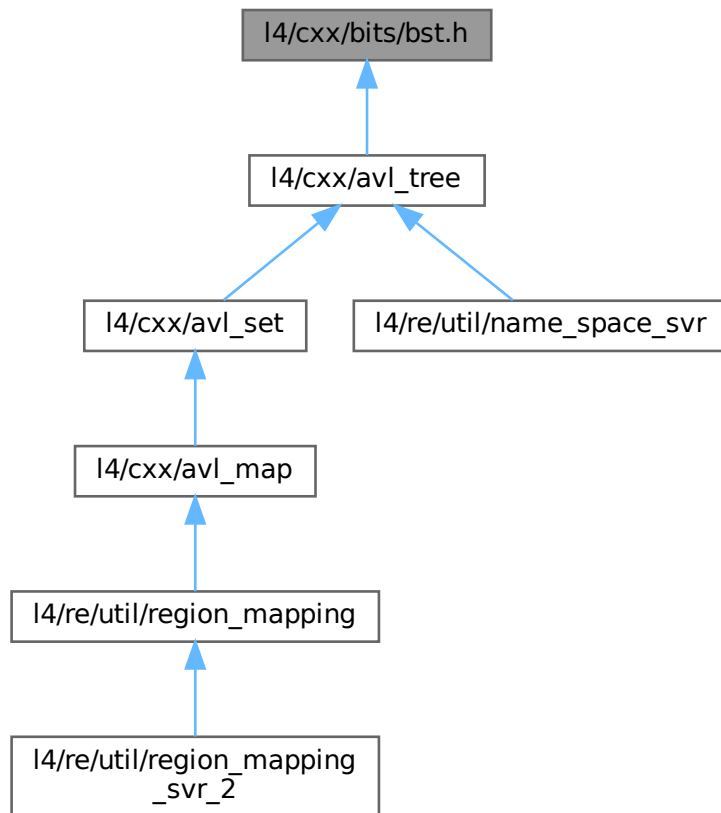 l4/cxx/bits/bst.h
l4/cxx/avl_tree
l4/cxx/avl_set
l4/re/util/name_space_svr
l4/cxx/avl_map
l4/re/util/region_mapping
l4/re/util/region_mapping
_svr_2